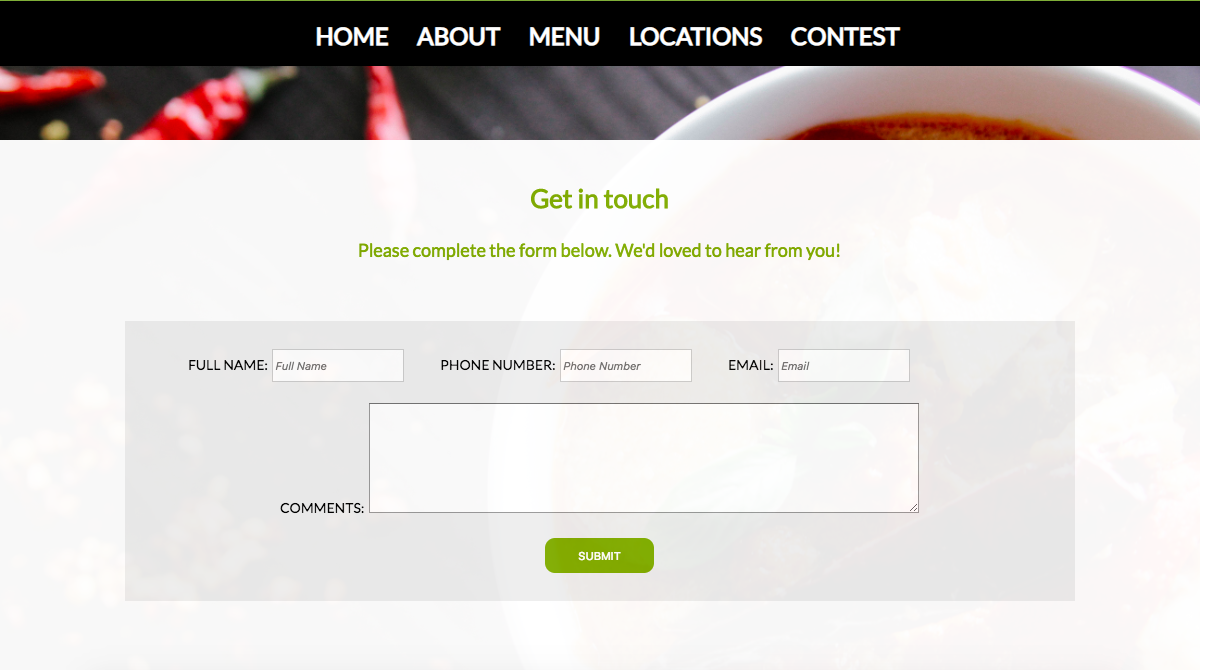 HOME ABOUT MENU LOCATIONS CONTEST
Get in touch
Please complete the form below. We'd loved to hear from you!
FULL NAME: Full Name PHONE NUMBER: Phone Number EMAIL: Email
COMMENTS:
SUBMIT